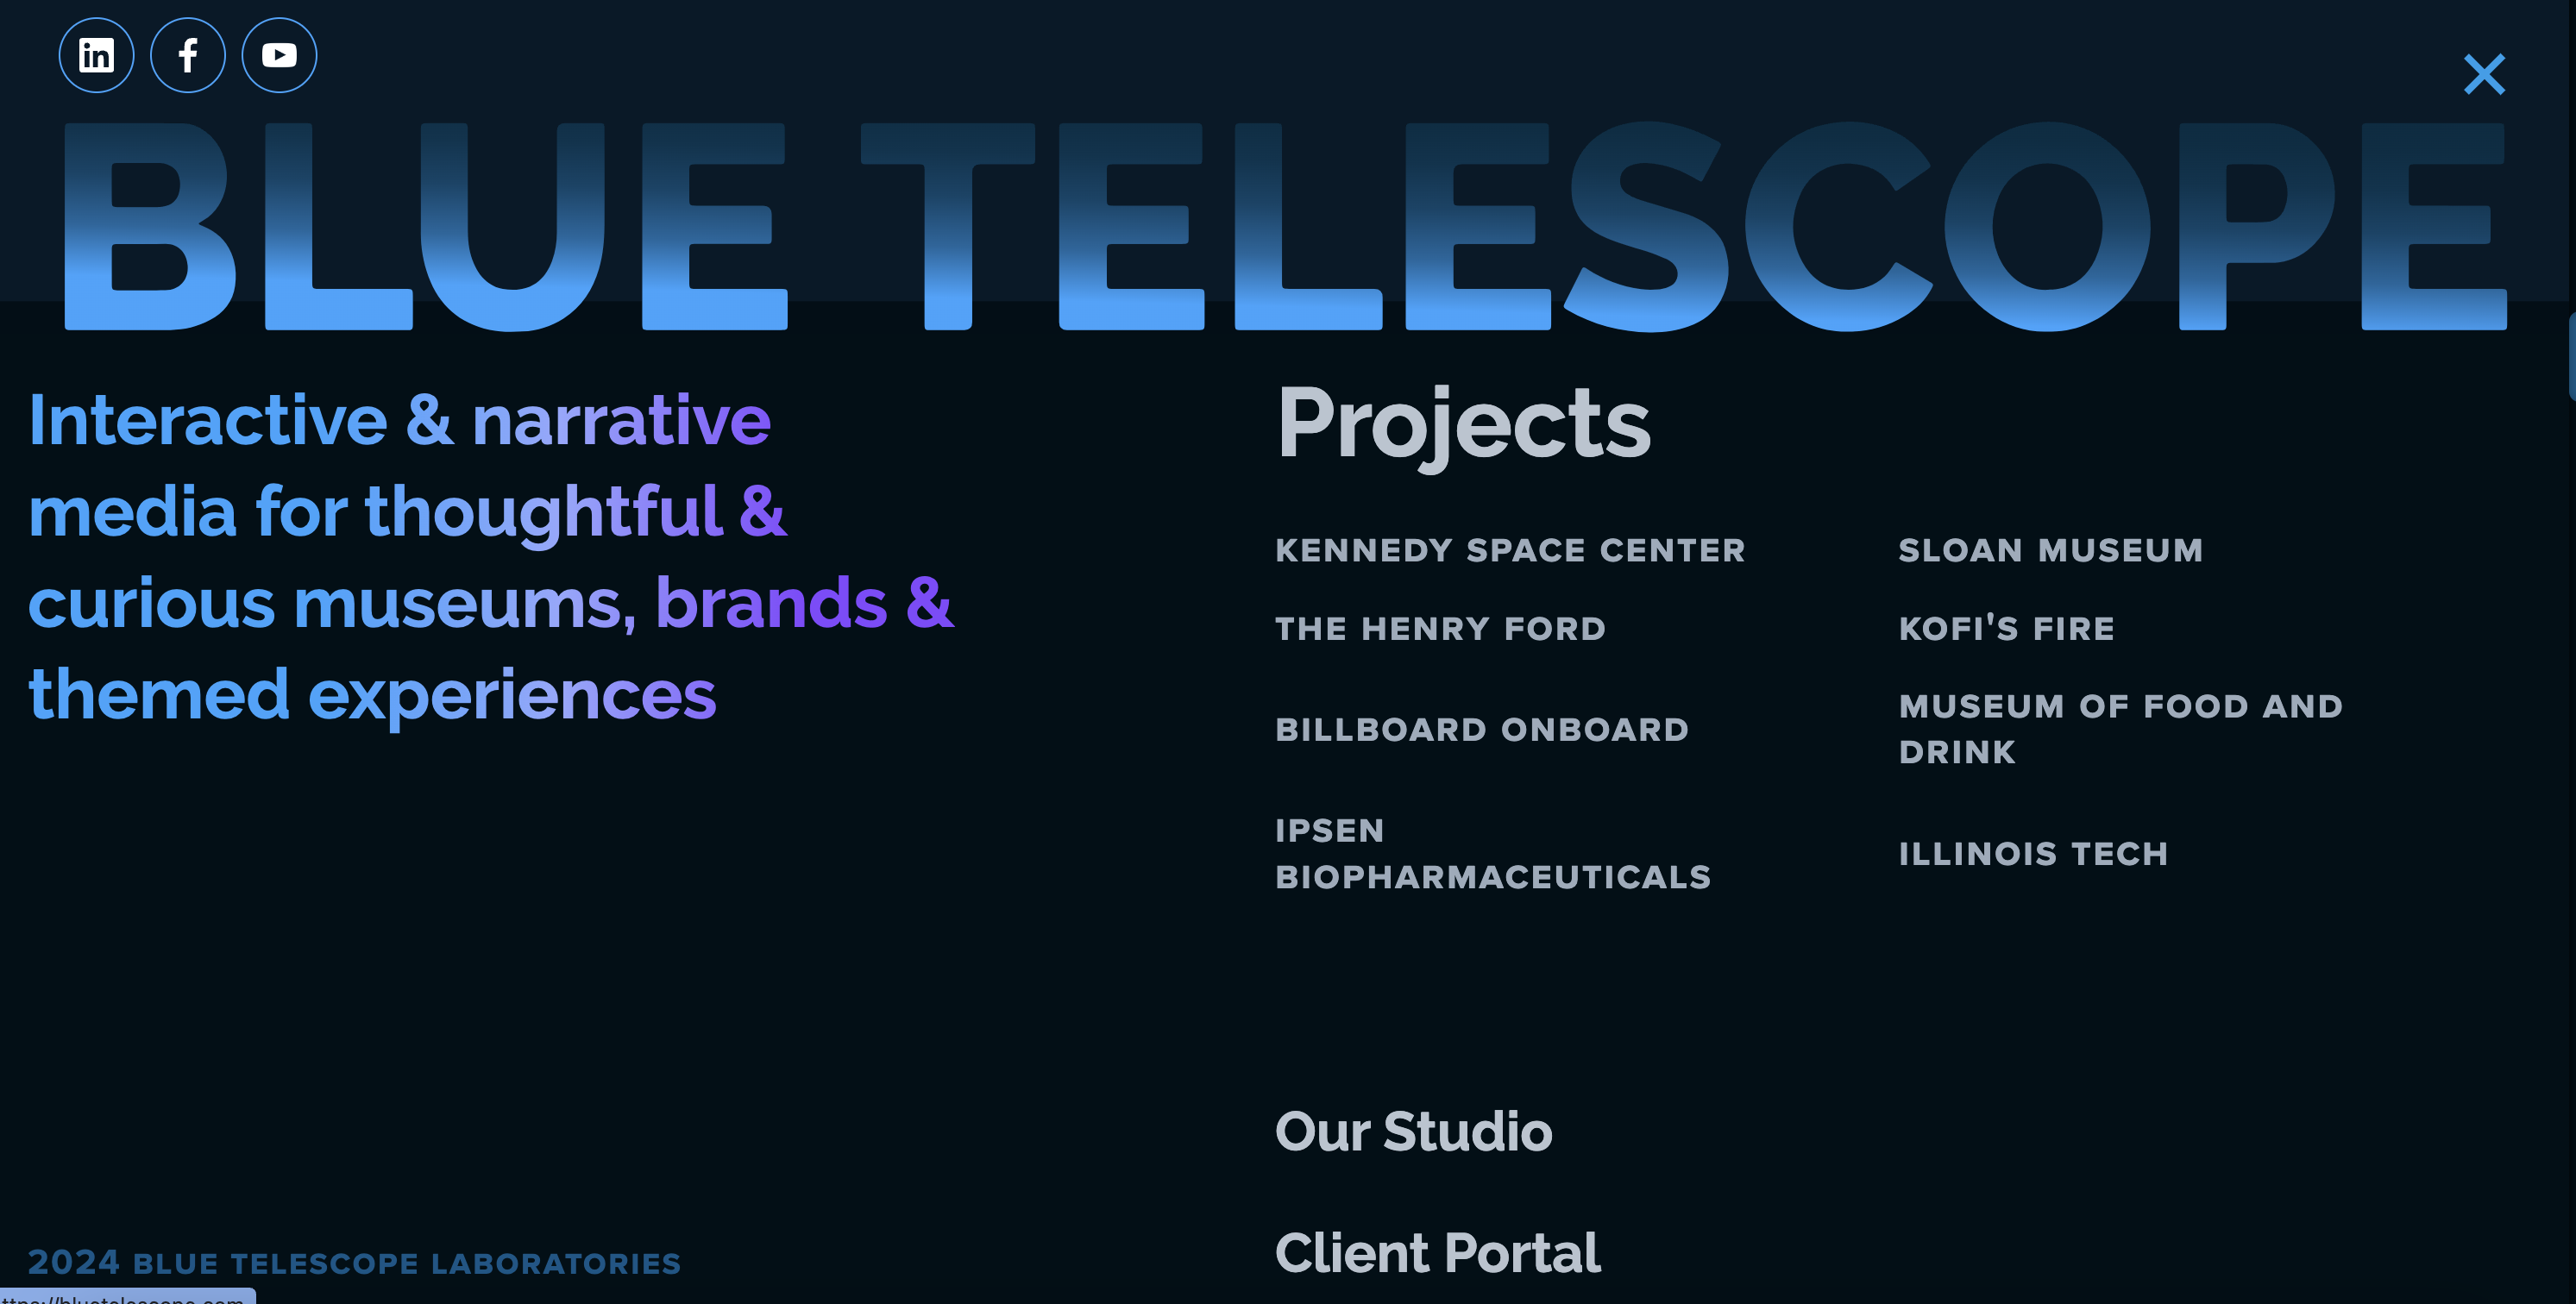 BLUE TELESCOPE
Interactive & narrative
media for thoughtful &
curious museums, brands &
themed experiences
Projects
KENNEDY SPACE CENTER
SLOAN MUSEUM
THE HENRY FORD
KOFI'S FIRE
BILLBOARD ONBOARD
MUSEUM OF FOOD AND
DRINK
IPSEN
BIOPHARMACEUTICALS
ILLINOIS TECH
Our Studio
Client Portal
2024 BLUE TELESCOPE LABORATORIES